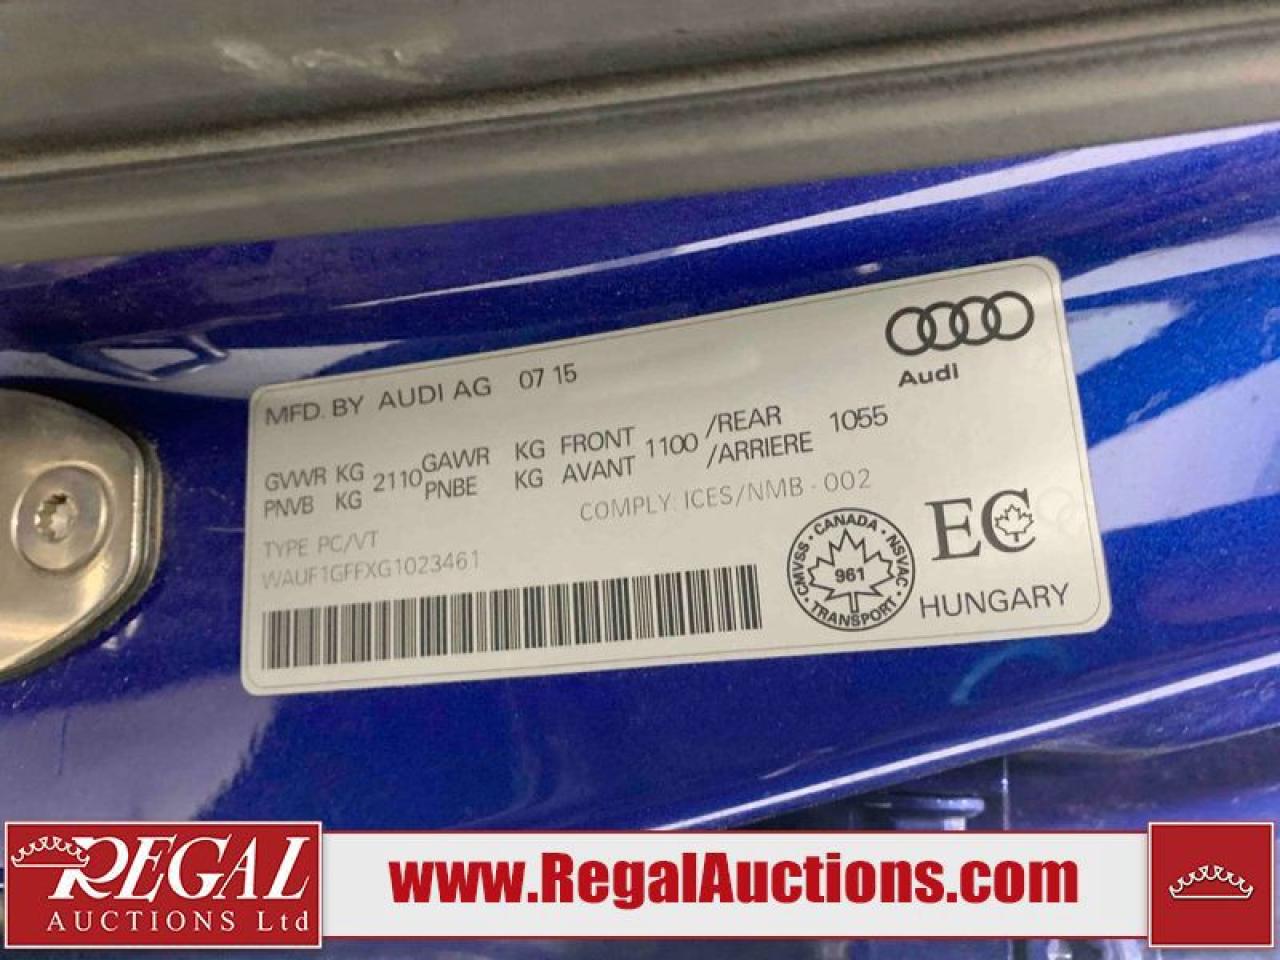 Audi
MFD. BY AUDI AG 07 15
GVWR KG 2110 GAWR KG FRONT 1100 /REAR 1055
PNVB KG PNBE KG AVANT /ARRIERE
COMPLY: ICES/NMB - 002
TYPE PC/VT
WAUF1GFFXG1023461
CANADA · NSVAC · TRANSPORT · CMVSS ·
961
EC
HUNGARY
REGAL
AUCTIONS Ltd
www.RegalAuctions.com